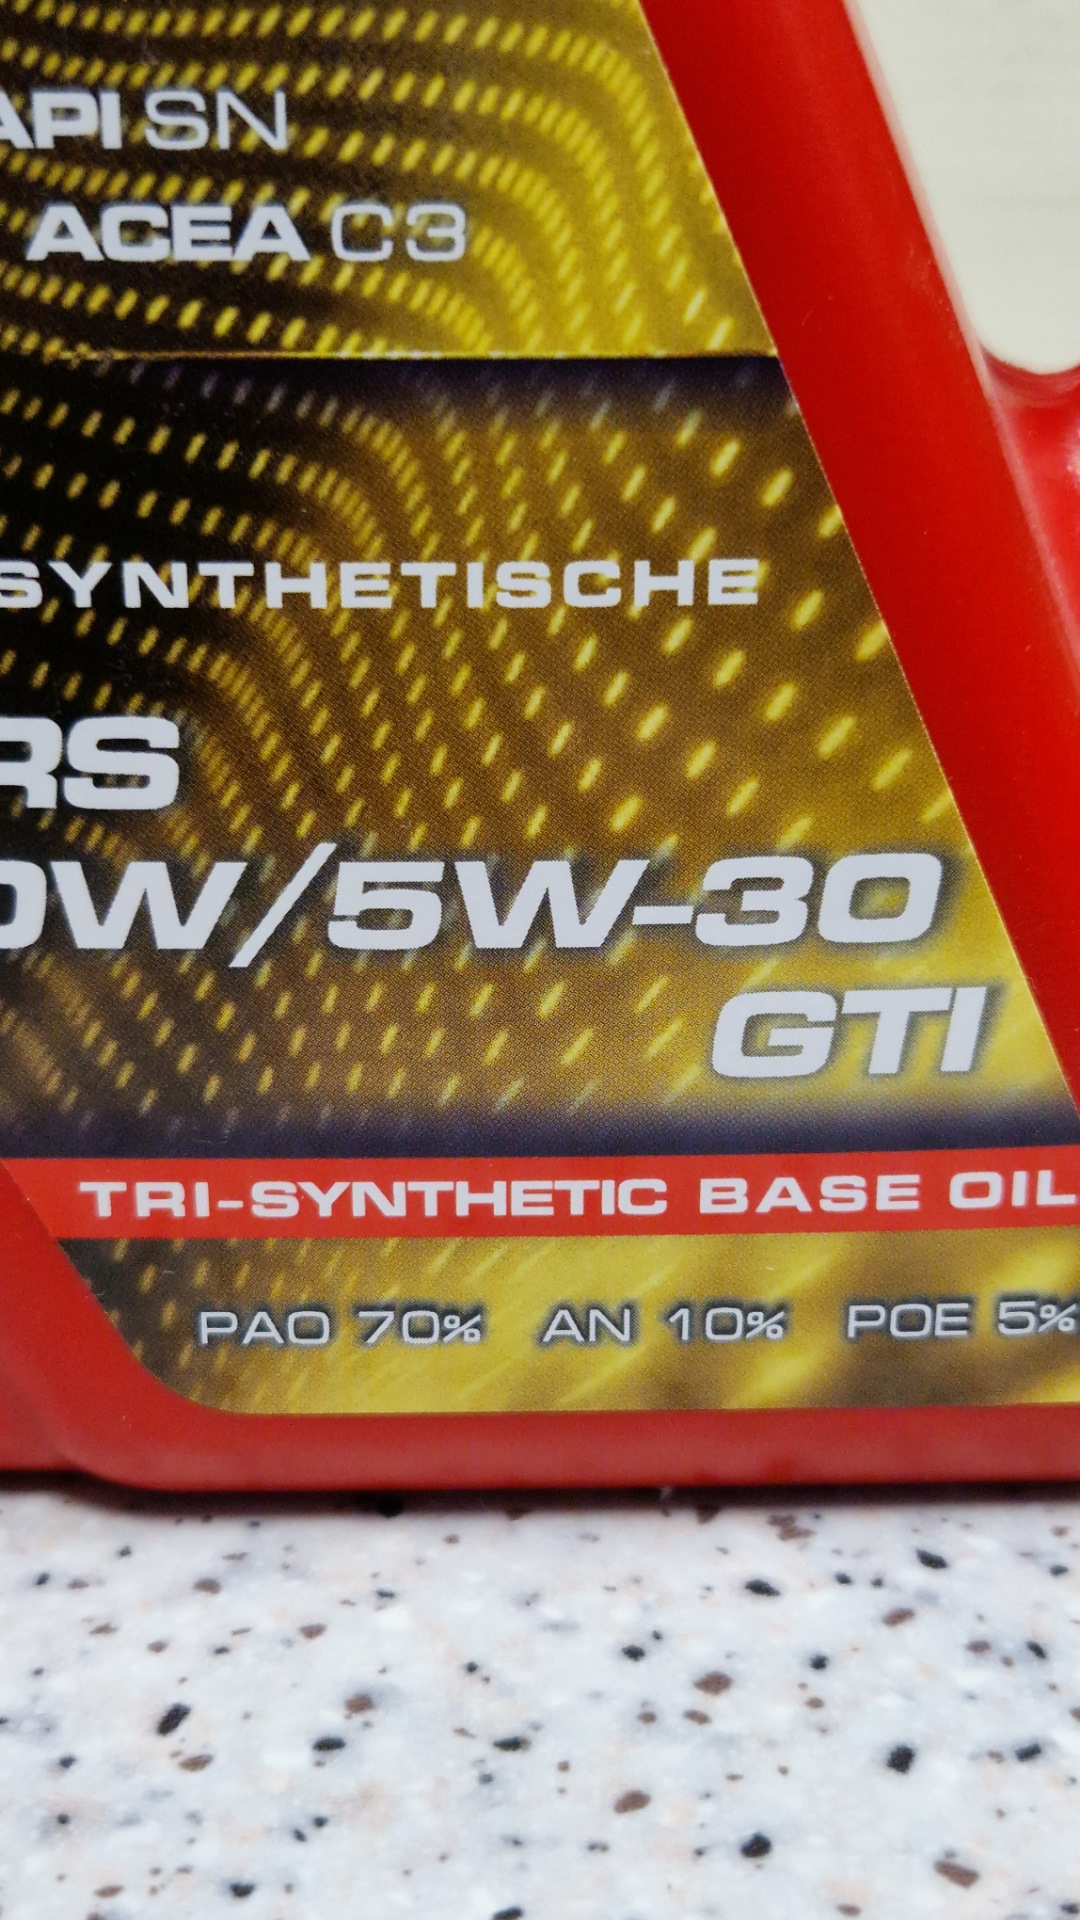 API SN
ACEA C3
SYNTHETISCHE
RS
0W/5W-30
GTI
TRI-SYNTHETIC BASE OIL
PAO 70% AN 10% POE 5%